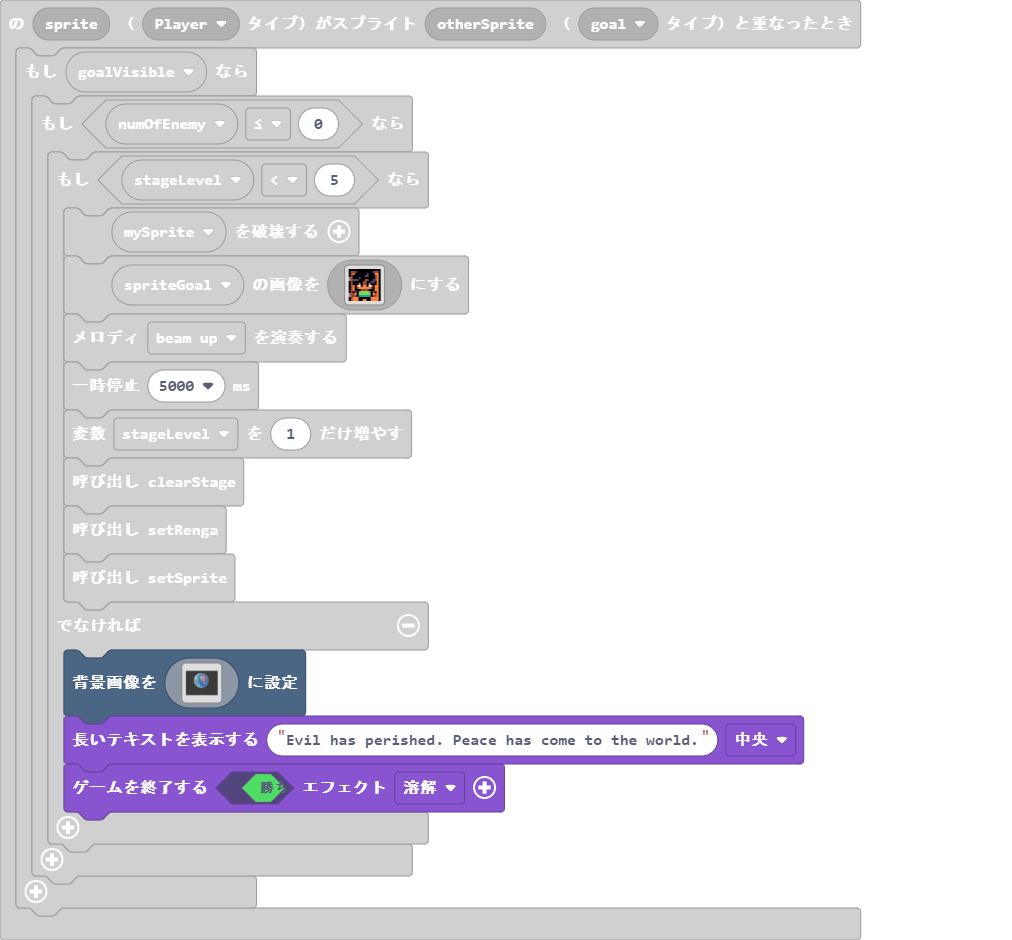 の sprite ( Player タイプ) がスプライト otherSprite ( goal タイプ) と重なったとき
もし goalVisible なら
もし numOfEnemy ≤ 0 なら
もし stageLevel < 5 なら
mySprite を破壊する
spriteGoal の画像を にする
メロディ beam up を演奏する
一時停止 5000 ms
変数 stageLevel を 1 だけ増やす
呼び出し clearStage
呼び出し setRenga
呼び出し setSprite
でなければ
背景画像を に設定
長いテキストを表示する "Evil has perished. Peace has come to the world." 中央
ゲームを終了する 勝ち エフェクト 溶解